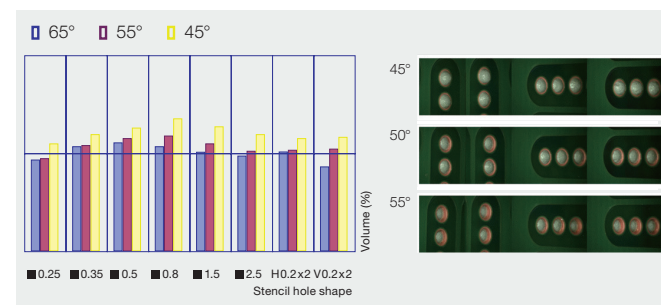 65° 55° 45°
45°
50°
55°
Volume (%)
■0.25 ■0.35 ■0.5 ■0.8 ■1.5 ■2.5 H0.2x2 V0.2x2
Stencil hole shape